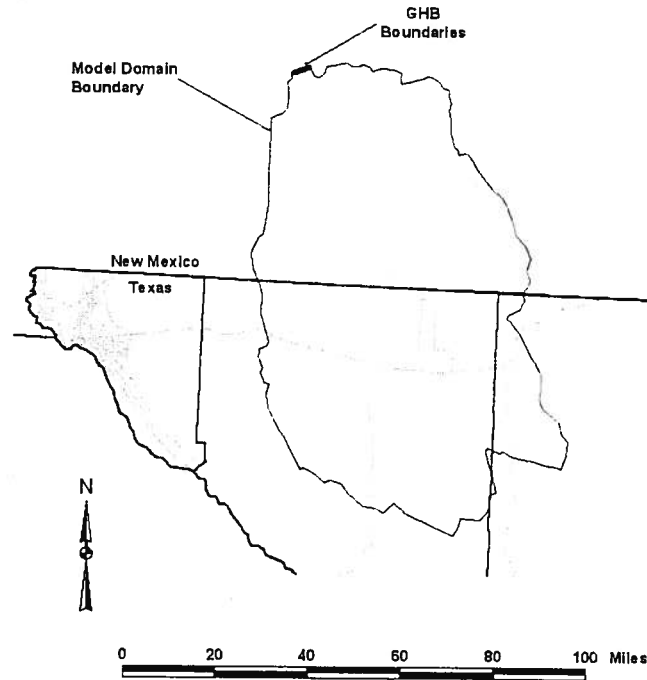 GHB
Boundaries
Model Domain
Boundary
New Mexico
Texas
N
0 20 40 60 80 100 Miles